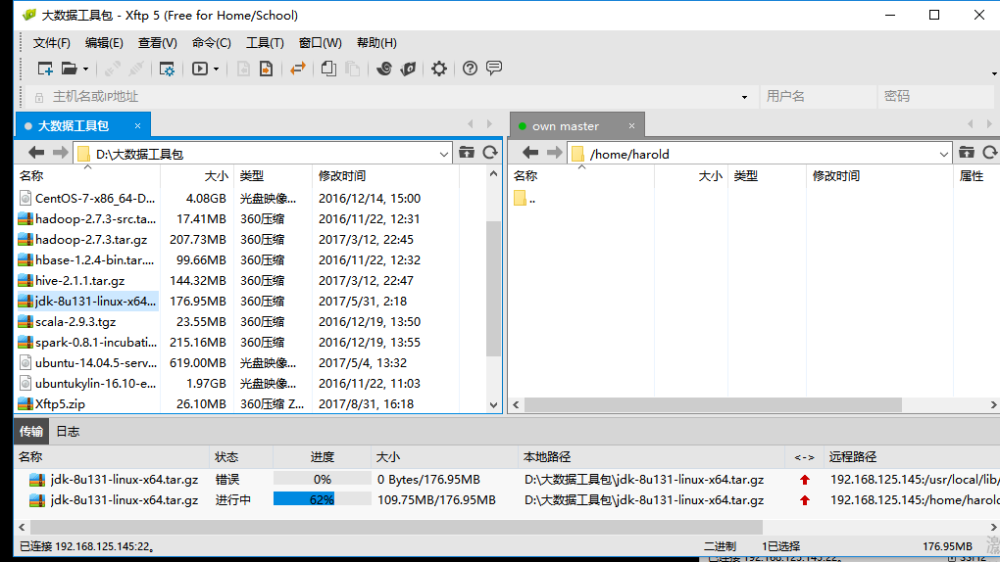 大数据工具包 - Xftp 5 (Free for Home/School)
文件(F) 编辑(E) 查看(V) 命令(C) 工具(T) 窗口(W) 帮助(H)
主机名或IP地址 用户名 密码
大数据工具包 × own master ×
D:\大数据工具包 /home/harold
名称 大小 类型 修改时间 名称 大小 类型 修改时间 属性
CentOS-7-x86_64-D... 4.08GB 光盘映像... 2016/12/14, 15:00 ..
hadoop-2.7.3-src.ta... 17.41MB 360压缩 2016/11/22, 12:31
hadoop-2.7.3.tar.gz 207.73MB 360压缩 2017/3/12, 22:45
hbase-1.2.4-bin.tar.... 99.66MB 360压缩 2016/11/22, 12:32
hive-2.1.1.tar.gz 144.32MB 360压缩 2017/3/12, 22:47
jdk-8u131-linux-x64... 176.95MB 360压缩 2017/5/31, 2:18
scala-2.9.3.tgz 23.55MB 360压缩 2016/12/19, 13:50
spark-0.8.1-incubati... 215.16MB 360压缩 2016/12/19, 13:55
ubuntu-14.04.5-serv... 619.00MB 光盘映像... 2017/5/4, 13:32
ubuntukylin-16.10-e... 1.97GB 光盘映像... 2016/11/22, 11:03
Xftp5.zip 26.10MB 360压缩 Z... 2017/8/31, 16:18
传输 日志
名称 状态 进度 大小 本地路径 <-> 远程路径
jdk-8u131-linux-x64.tar.gz 错误 0% 0 Bytes/176.95MB D:\大数据工具包\jdk-8u131-linux-x64.tar.gz 192.168.125.145:/usr/local/lib/
jdk-8u131-linux-x64.tar.gz 进行中 62% 109.75MB/176.95MB D:\大数据工具包\jdk-8u131-linux-x64.tar.gz 192.168.125.145:/home/harold
已连接 192.168.125.145:22。 二进制 1已选择 176.95MB
已连接 192.168.125.145:22。